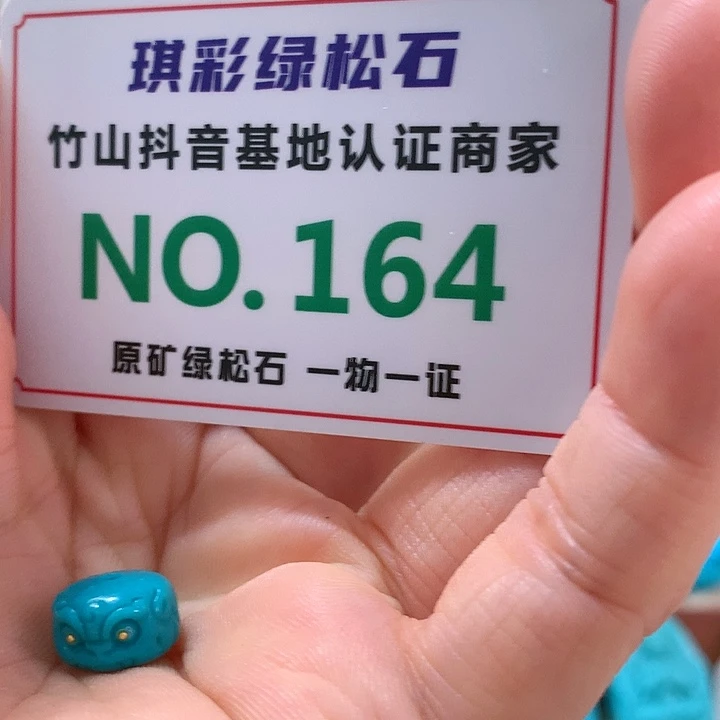 琪彩绿松石
竹山抖音基地认证商家
NO.164
原矿绿松石 一物一证